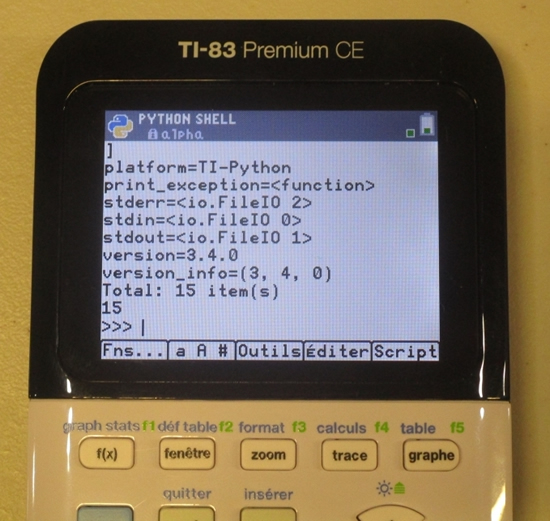 TI-83 Premium CE
PYTHON SHELL
alpha
]
platform=TI-Python
print_exception=<function>
stderr=<io.FileIO 2>
stdin=<io.FileIO 0>
stdout=<io.FileIO 1>
version=3.4.0
version_info=(3, 4, 0)
Total: 15 item(s)
15
>>>
Fns... a A # Outils Éditer Script
graph stats f1 déf table f2 format f3 calculs f4 table f5
f(x) fenêtre zoom trace graphe
quitter insérer